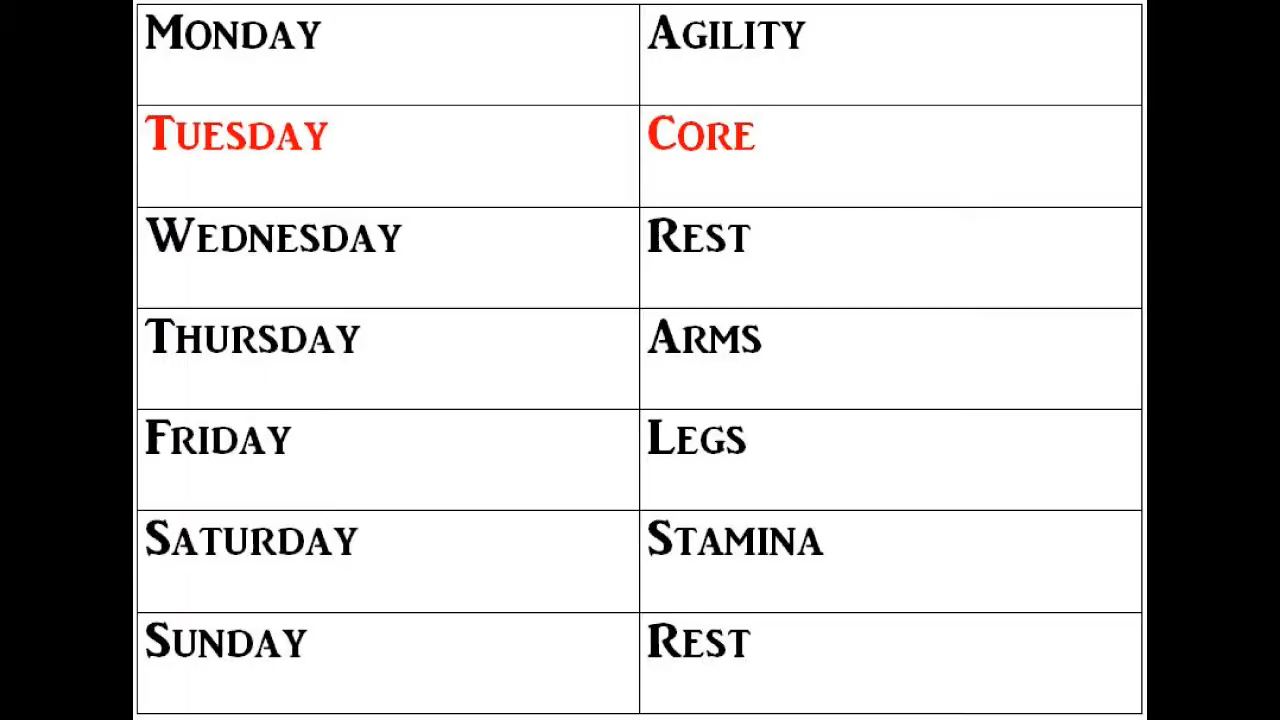 Monday Agility
Tuesday Core
Wednesday Rest
Thursday Arms
Friday Legs
Saturday Stamina
Sunday Rest